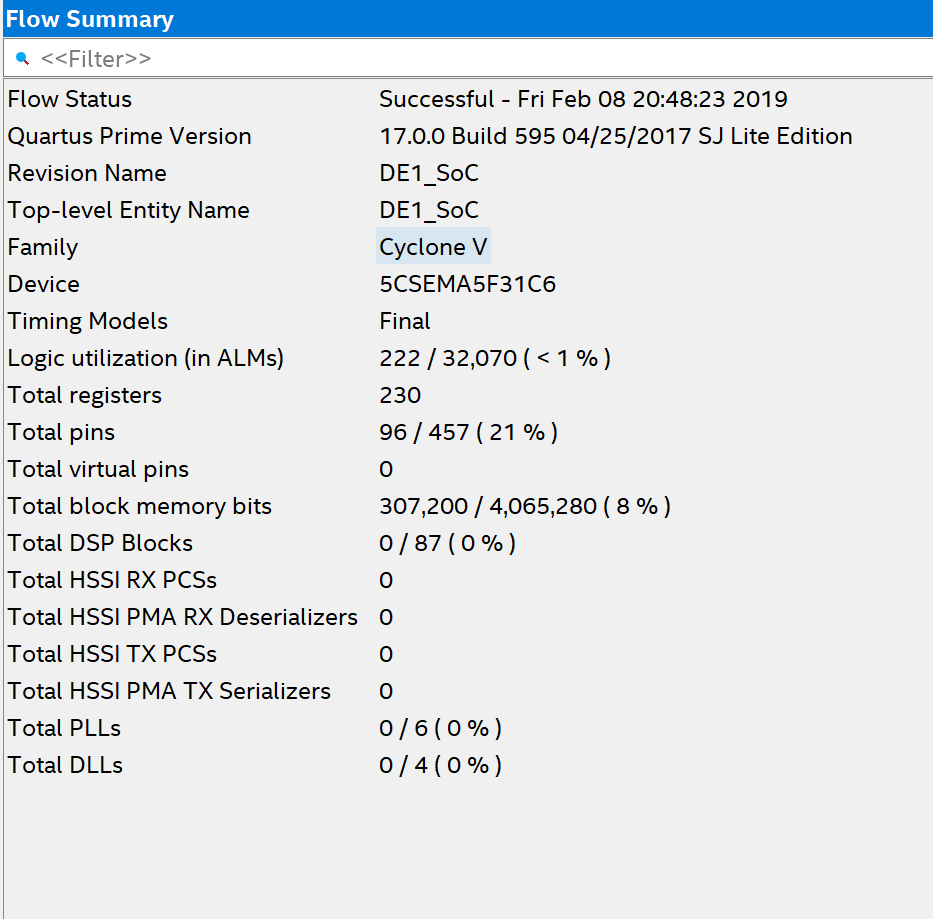 Flow Summary
<<Filter>>
Flow Status Successful - Fri Feb 08 20:48:23 2019
Quartus Prime Version 17.0.0 Build 595 04/25/2017 SJ Lite Edition
Revision Name DE1_SoC
Top-level Entity Name DE1_SoC
Family Cyclone V
Device 5CSEMA5F31C6
Timing Models Final
Logic utilization (in ALMs) 222 / 32,070 ( < 1 % )
Total registers 230
Total pins 96 / 457 ( 21 % )
Total virtual pins 0
Total block memory bits 307,200 / 4,065,280 ( 8 % )
Total DSP Blocks 0 / 87 ( 0 % )
Total HSSI RX PCSs 0
Total HSSI PMA RX Deserializers 0
Total HSSI TX PCSs 0
Total HSSI PMA TX Serializers 0
Total PLLs 0 / 6 ( 0 % )
Total DLLs 0 / 4 ( 0 % )